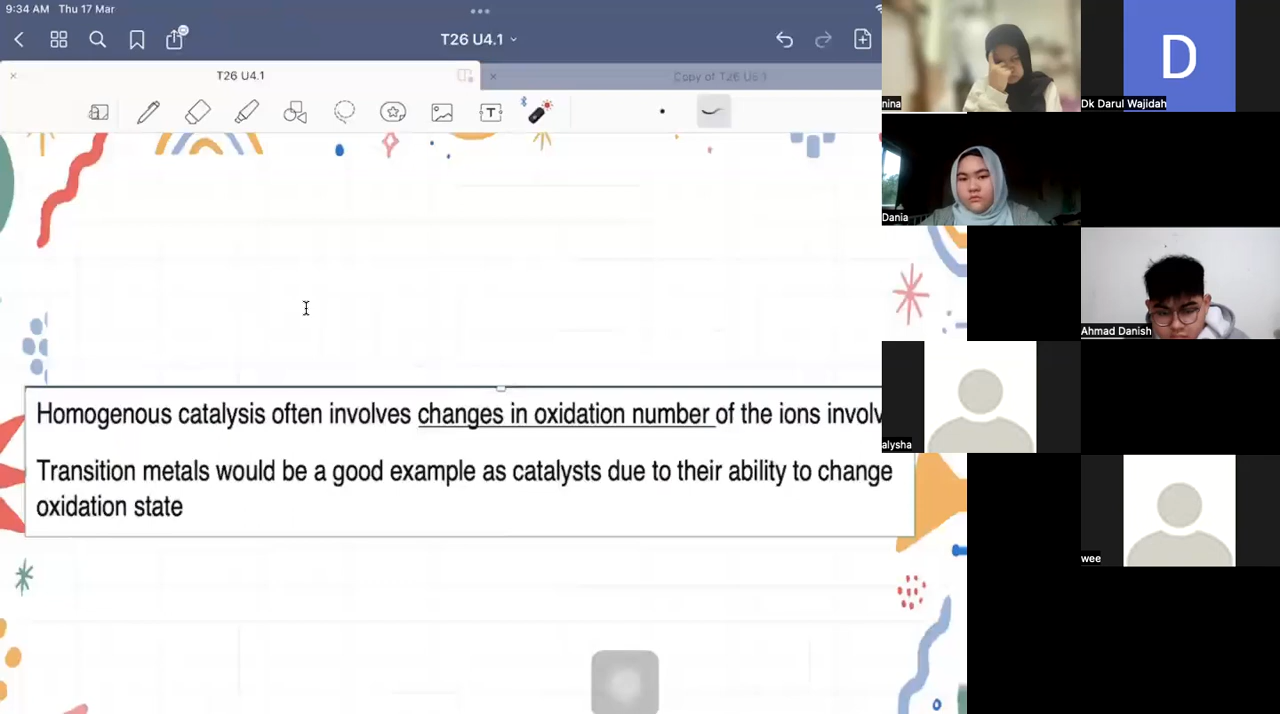 9:34 AM Thu 17 Mar
T26 U4.1
T26 U4.1
Copy of T26 U6.1
T
Homogenous catalysis often involves changes in oxidation number of the ions involv
Transition metals would be a good example as catalysts due to their ability to change
oxidation state
nina
D
Dk Darul Wajidah
Dania
Ahmad Danish
alysha
wee